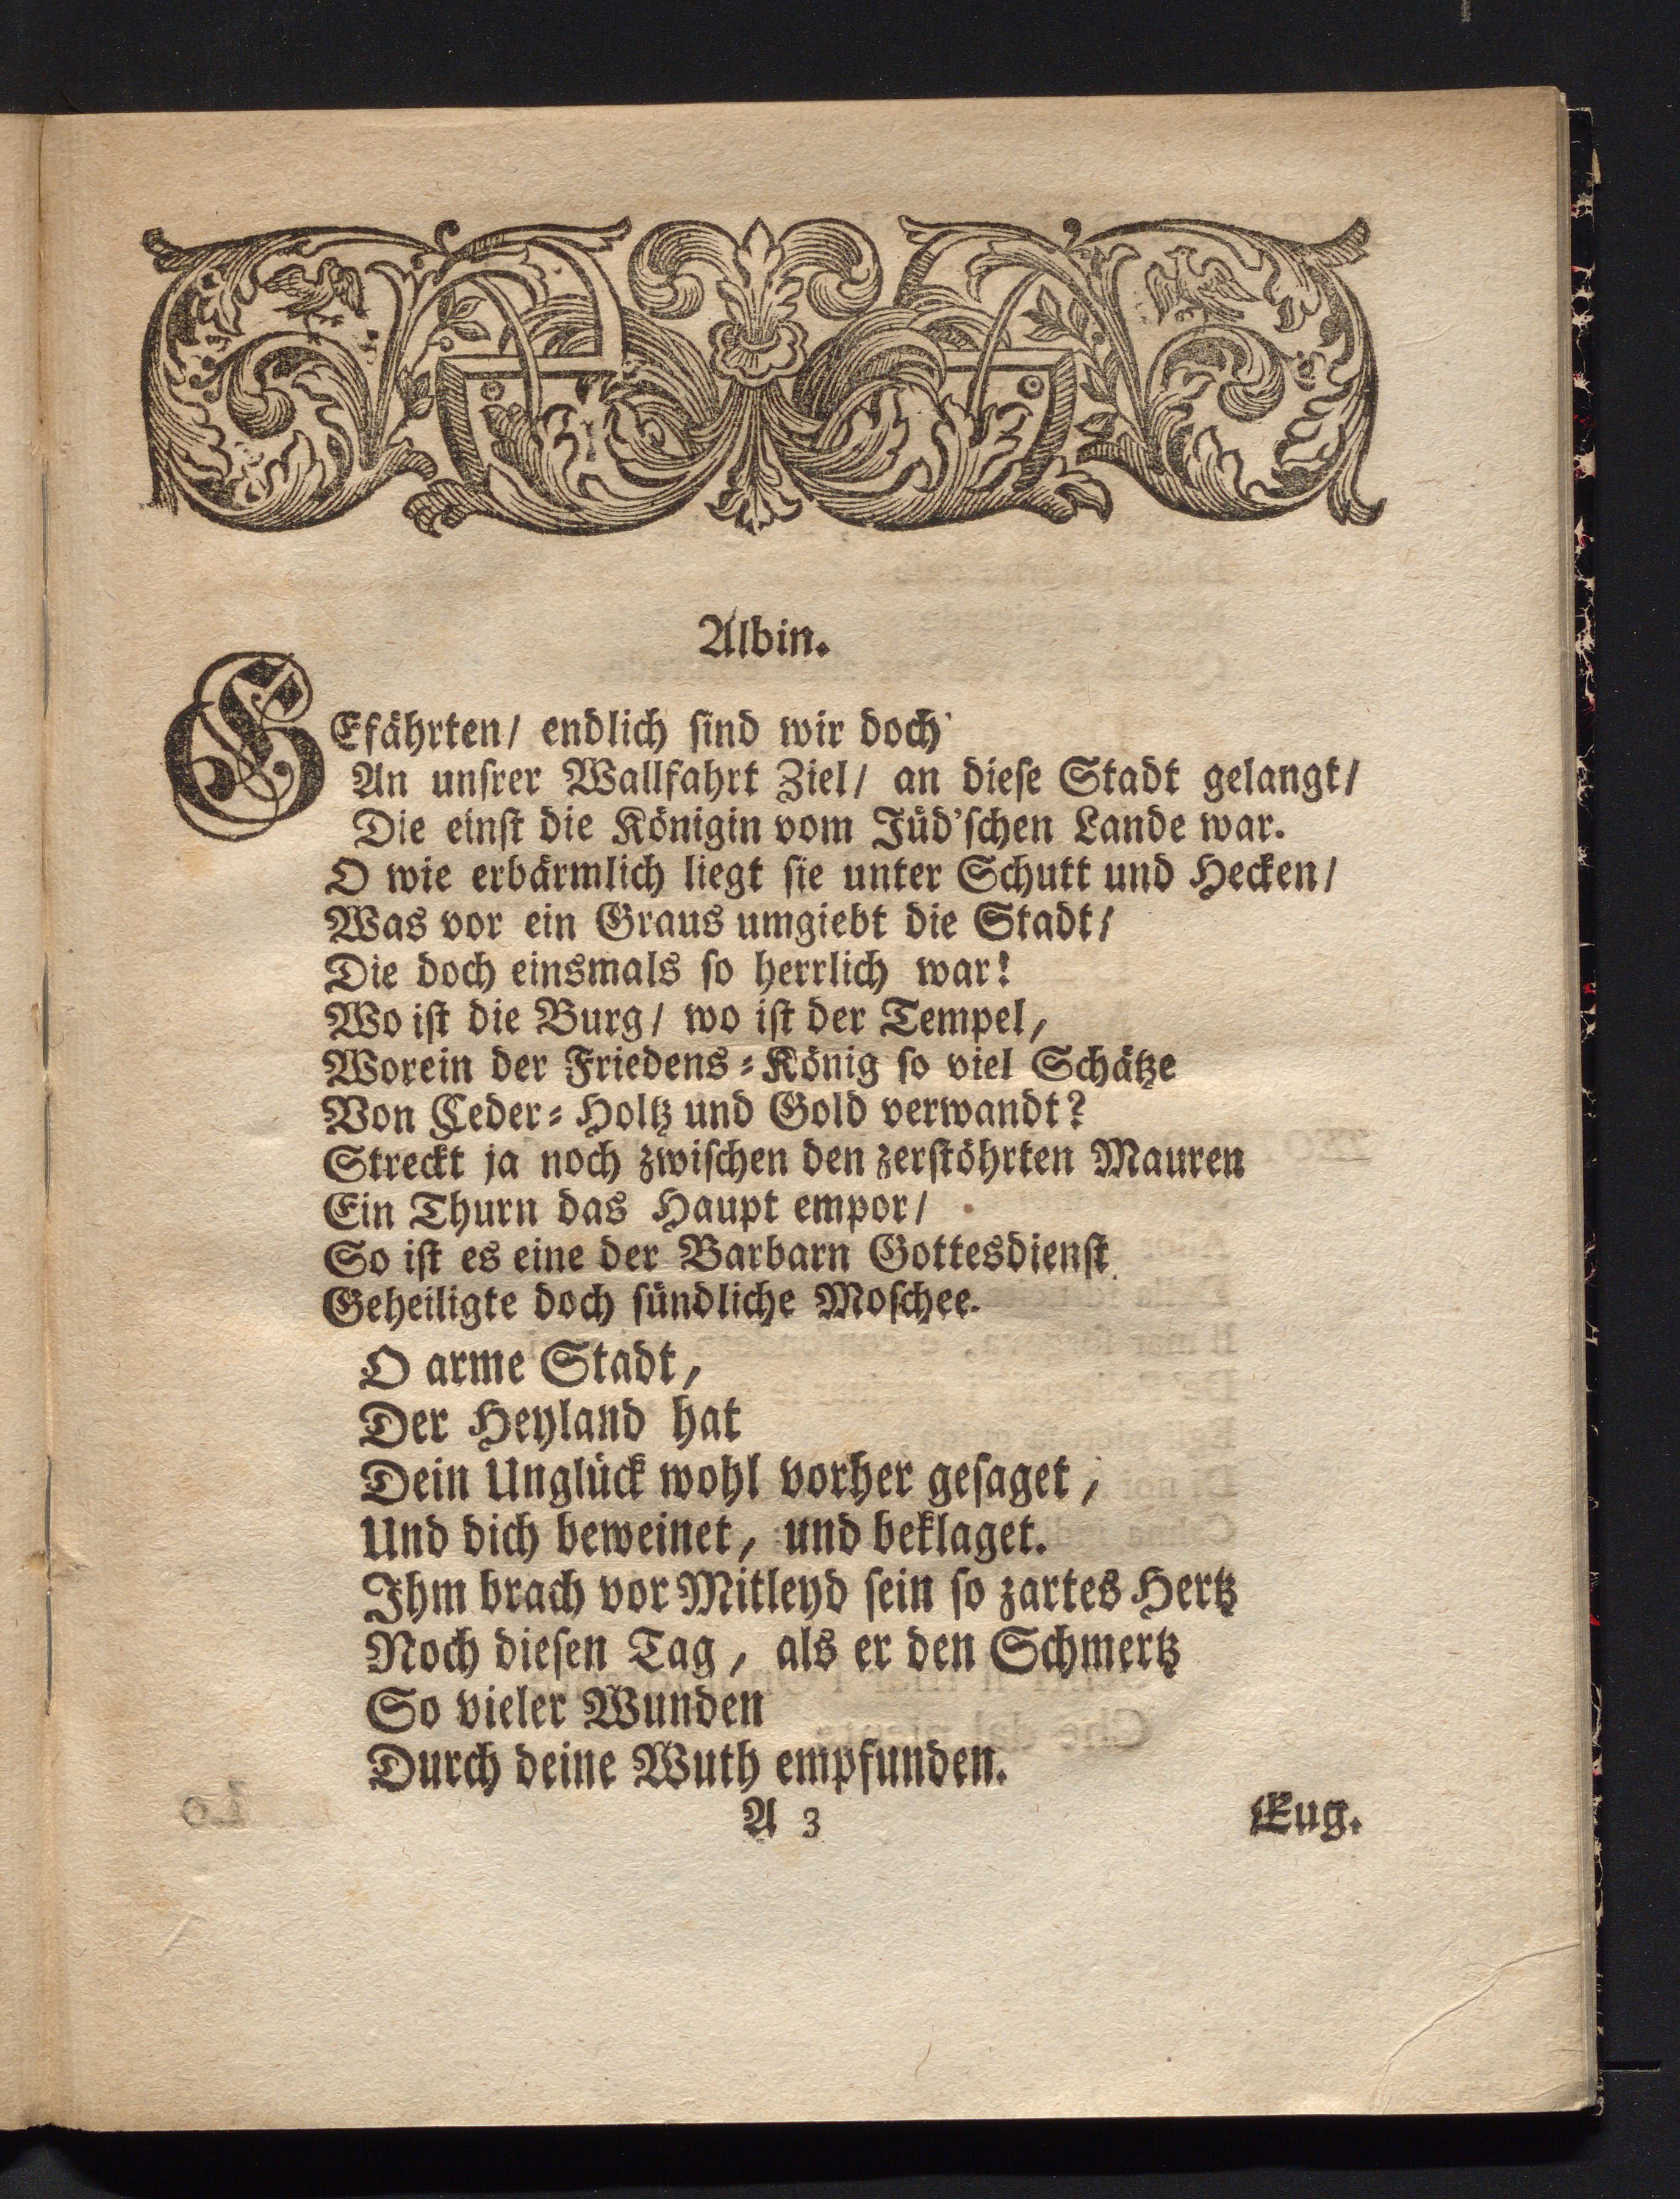 Albin.
GEfährten/ endlich sind wir doch
An unsrer Wallfahrt Ziel/ an diese Stadt gelangt/
Die einst die Königin vom Jüd'schen Lande war.
O wie erbärmlich liegt sie unter Schutt und Hecken/
Was vor ein Graus umgiebt die Stadt/
Die doch einsmals so herrlich war!
Wo ist die Burg/ wo ist der Tempel,
Worein der Friedens-König so viel Schätze
Von Ceder-Holtz und Gold verwandt?
Streckt ja noch zwischen den zerstöhrten Mauren
Ein Thurn das Haupt empor/
So ist es eine der Barbarn Gottesdienst
Geheiligte doch sündliche Moschee.
O arme Stadt,
Der Heyland hat
Dein Unglück wohl vorher gesaget,
Und dich beweinet, und beklaget.
Ihm brach vor Mitleyd sein so zartes Hertz
Noch diesen Tag, als er den Schmertz
So vieler Wunden
Durch deine Wuth empfunden.
A 3 Eug.